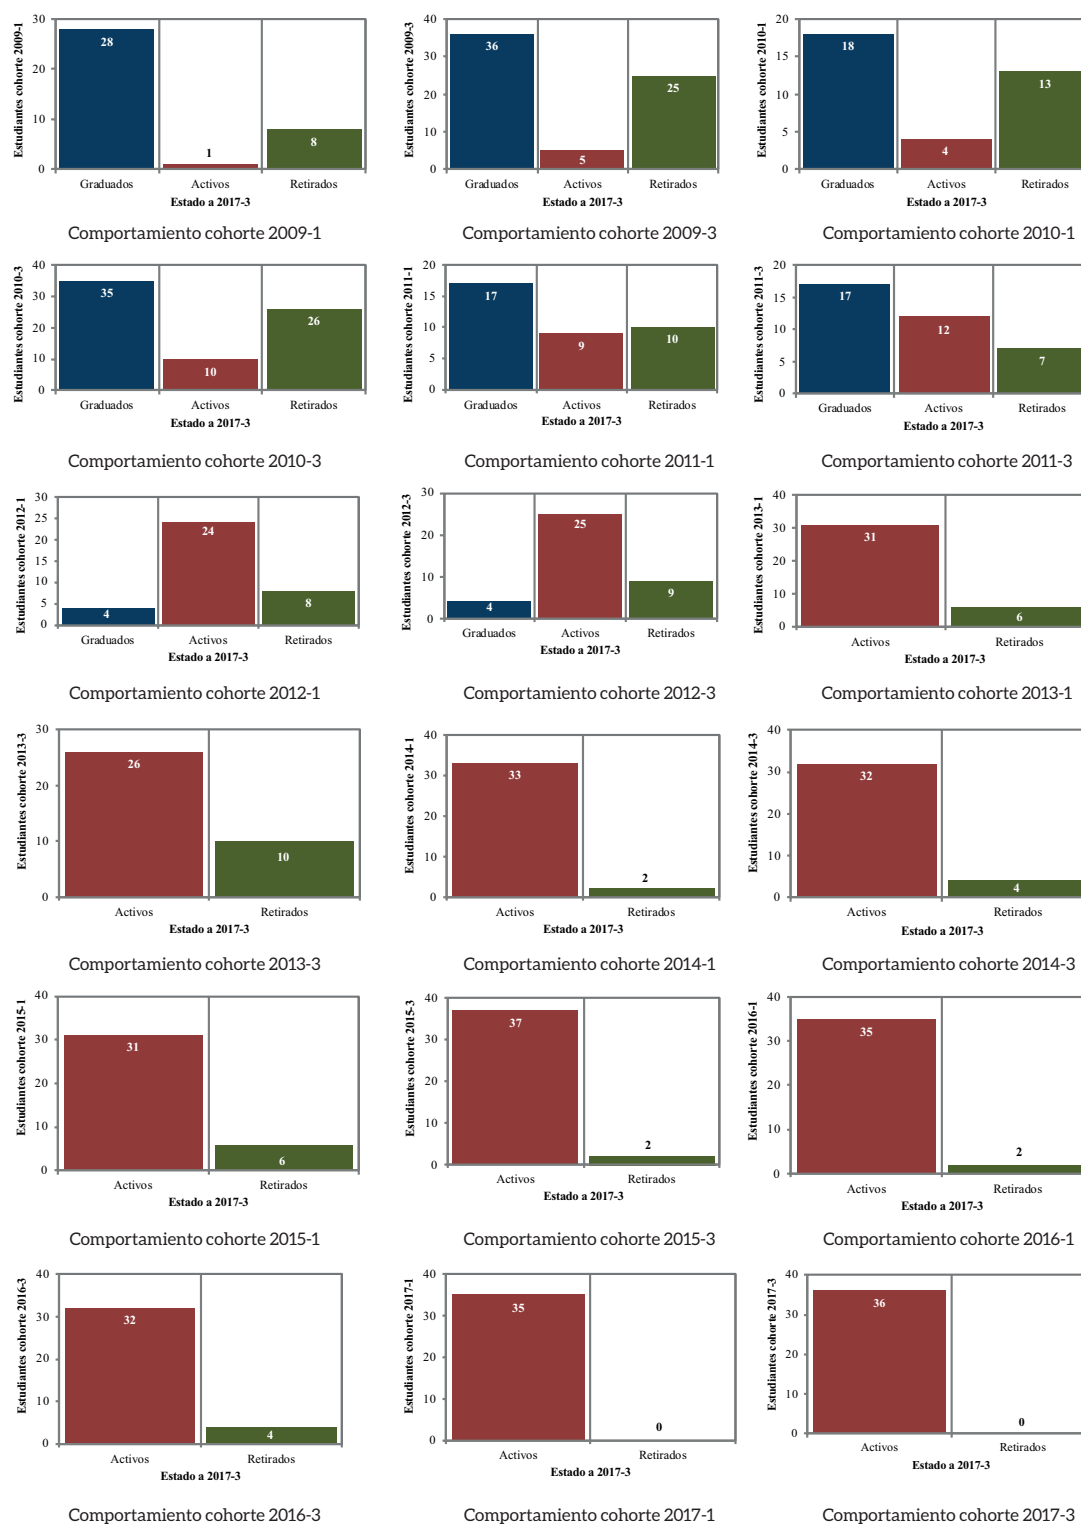 Estudiantes cohorte 2009-1
30
20
10
0
28
1
8
Graduados Activos Retirados
Estado a 2017-3
Comportamiento cohorte 2009-1
Estudiantes cohorte 2009-3
40
30
20
10
0
36
5
25
Graduados Activos Retirados
Estado a 2017-3
Comportamiento cohorte 2009-3
Estudiantes cohorte 2010-1
20
15
10
5
0
18
4
13
Graduados Activos Retirados
Estado a 2017-3
Comportamiento cohorte 2010-1
Estudiantes cohorte 2010-3
40
30
20
10
0
35
10
26
Graduados Activos Retirados
Estado a 2017-3
Comportamiento cohorte 2010-3
Estudiantes cohorte 2011-1
20
15
10
5
0
17
9
10
Graduados Activos Retirados
Estado a 2017-3
Comportamiento cohorte 2011-1
Estudiantes cohorte 2011-3
20
15
10
5
0
17
12
7
Graduados Activos Retirados
Estado a 2017-3
Comportamiento cohorte 2011-3
Estudiantes cohorte 2012-1
30
25
20
15
10
5
0
4
24
8
Graduados Activos Retirados
Estado a 2017-3
Comportamiento cohorte 2012-1
Estudiantes cohorte 2012-3
30
20
10
0
4
25
9
Graduados Activos Retirados
Estado a 2017-3
Comportamiento cohorte 2012-3
Estudiantes cohorte 2013-1
40
30
20
10
0
31
6
Activos Retirados
Estado a 2017-3
Comportamiento cohorte 2013-1
Estudiantes cohorte 2013-3
30
20
10
0
26
10
Activos Retirados
Estado a 2017-3
Comportamiento cohorte 2013-3
Estudiantes cohorte 2014-1
40
30
20
10
0
33
2
Activos Retirados
Estado a 2017-3
Comportamiento cohorte 2014-1
Estudiantes cohorte 2014-3
40
30
20
10
0
32
4
Activos Retirados
Estado a 2017-3
Comportamiento cohorte 2014-3
Estudiantes cohorte 2015-1
40
30
20
10
0
31
6
Activos Retirados
Estado a 2017-3
Comportamiento cohorte 2015-1
Estudiantes cohorte 2015-3
40
30
20
10
0
37
2
Activos Retirados
Estado a 2017-3
Comportamiento cohorte 2015-3
Estudiantes cohorte 2016-1
40
30
20
10
0
35
2
Activos Retirados
Estado a 2017-3
Comportamiento cohorte 2016-1
Estudiantes cohorte 2016-3
40
30
20
10
0
32
4
Activos Retirados
Estado a 2017-3
Comportamiento cohorte 2016-3
Estudiantes cohorte 2017-1
40
30
20
10
0
35
0
Activos Retirados
Estado a 2017-3
Comportamiento cohorte 2017-1
Estudiantes cohorte 2017-3
40
30
20
10
0
36
0
Activos Retirados
Estado a 2017-3
Comportamiento cohorte 2017-3